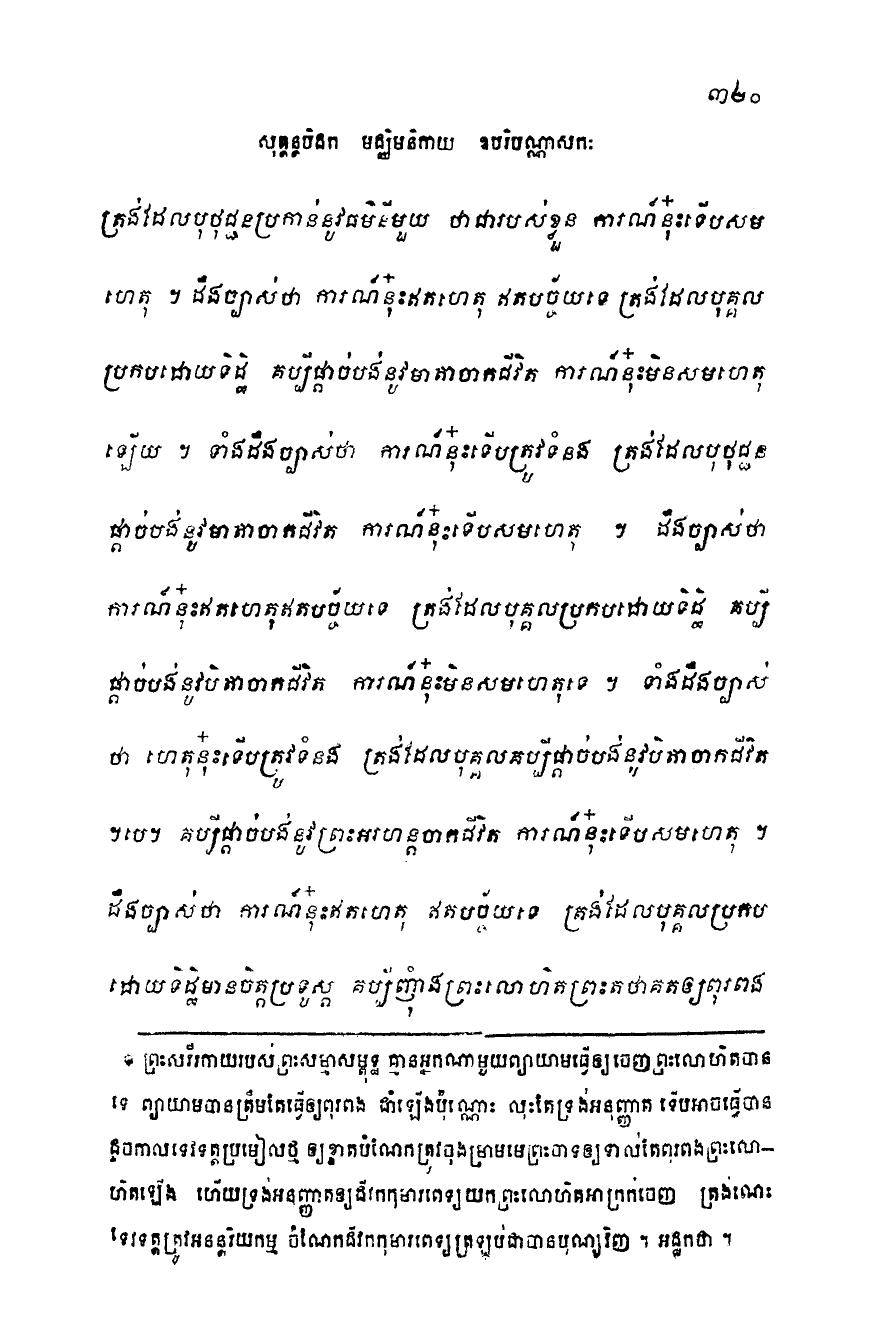 ៣២០
សុត្តន្តបិដក មជ្ឈិមនិកាយ ឧបរិបណ្ណាសកៈ
ត្រង់ដែលបុថុជ្ជនប្រកាន់នូវធម៌នីមួយ ថាជារបស់ខ្លួន ការណ៍នុ៎ះទើបសម
ហេតុ ។ ដឹងច្បាស់ថា ការណ៍នុ៎ះឥតហេតុ ឥតបច្ច័យទេ ត្រង់ដែលបុគ្គល
ប្រកបដោយទិដ្ឋិ គប្បីផ្តាច់បង់នូវមាតាចាកជីវិត ការណ៍នុ៎ះមិនសមហេតុ
ឡើយ ។ ទាំងដឹងច្បាស់ថា ការណ៍នុ៎ះទើបត្រូវទំនង ត្រង់ដែលបុថុជ្ជន
ផ្តាច់បង់នូវមាតាចាកជីវិត ការណ៍នុ៎ះទើបសមហេតុ ។ ដឹងច្បាស់ថា
ការណ៍នុ៎ះឥតហេតុឥតបច្ច័យទេ ត្រង់ដែលបុគ្គលប្រកបដោយទិដ្ឋិ គប្បី
ផ្តាច់បង់នូវបិតាចាកជីវិត ការណ៍នុ៎ះមិនសមហេតុទេ ។ ទាំងដឹងច្បាស់
ថា ហេតុនុ៎ះទើបត្រូវទំនង ត្រង់ដែលបុគ្គលគប្បីផ្តាច់បង់នូវបិតាចាកជីវិត
។បេ។ គប្បីផ្តាច់បង់នូវព្រះអរហន្តចាកជីវិត ការណ៍នុ៎ះទើបសមហេតុ ។
ដឹងច្បាស់ថា ការណ៍នុ៎ះឥតហេតុ ឥតបច្ច័យទេ ត្រង់ដែលបុគ្គលប្រកប
ដោយទិដ្ឋិមានចិត្តប្រទូស្ត គប្បីញុំាងព្រះលោហិតព្រះតថាគតឲ្យពុរពង
១ ព្រះសរីរកាយរបស់ព្រះសម្មាសម្ពុទ្ធ គ្មានអ្នកណាមួយព្យាយាមធ្វើឲ្យចេញព្រះលោហិតបាន
ទេ ព្យាយាមបានត្រឹមតែធ្វើឲ្យពុរពង ដាំឡើងប៉ុណ្ណោះ លុះតែទ្រង់អនុញ្ញាត ទើបអាចធ្វើបាន
ដូចកាលទេវទត្តប្រមៀលថ្ម ឲ្យខ្ទាតបំណែកត្រូវចុងម្រាមមេព្រះបាទឲ្យទាល់តែពុរពងព្រះលោ-
ហិតឡើង ហើយទ្រង់អនុញ្ញាតឲ្យជីវកកុមារពេទ្យយកព្រះលោហិតអាក្រក់ចេញ ត្រង់ណេះ
ទេវទត្តត្រូវអនន្តរិយកម្ម ចំណែកជីវកកុមារពេទ្យត្រឡប់ជាបានបុណ្យវិញ ។ អដ្ឋកថា ។